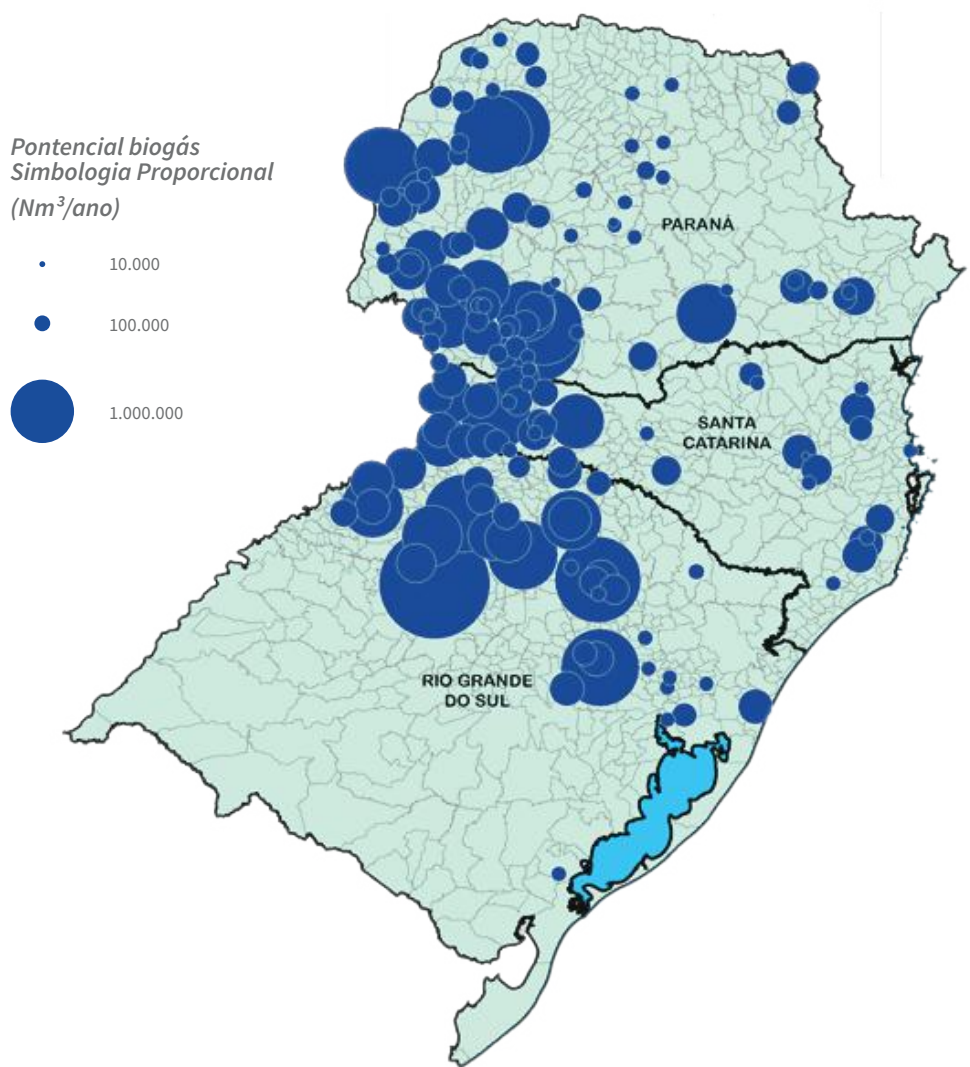 Pontencial biogás
Simbologia Proporcional
(Nm³/ano)
10.000
100.000
1.000.000
PARANÁ
SANTA
CATARINA
RIO GRANDE
DO SUL